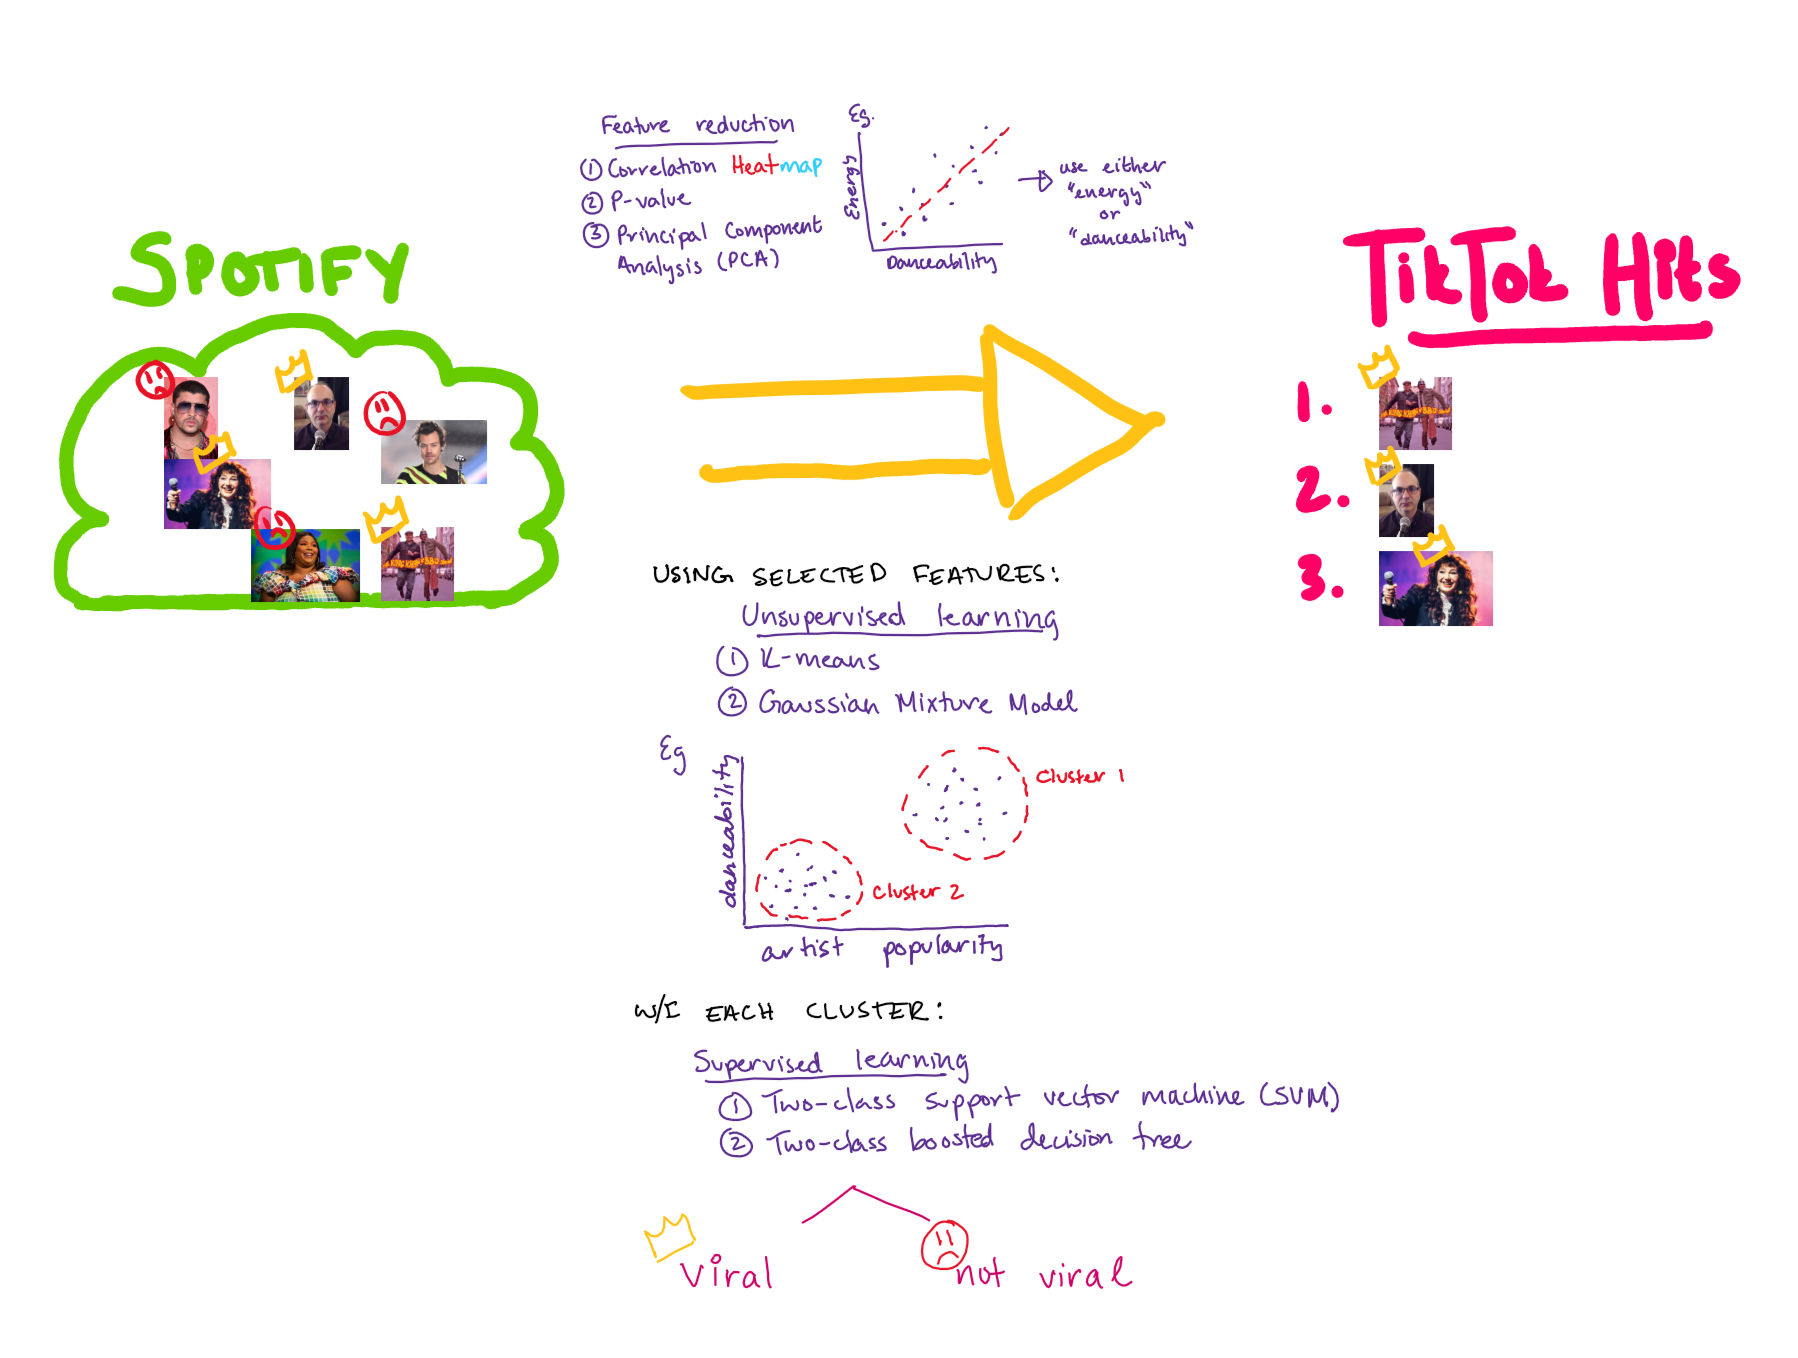 SPOTIFY
Feature reduction
① Correlation Heatmap
② P-value
③ Principal Component
Analysis (PCA)
Eg.
Energy
Danceability
use either
"energy"
or
"danceability"
TikTok Hits
1.
2.
3.
USING SELECTED FEATURES:
Unsupervised learning
① K-means
② Gaussian Mixture Model
Eg
danceability
artist popularity
Cluster 1
Cluster 2
W/I EACH CLUSTER:
Supervised learning
① Two-class support vector machine (SVM)
② Two-class boosted decision tree
viral
not viral